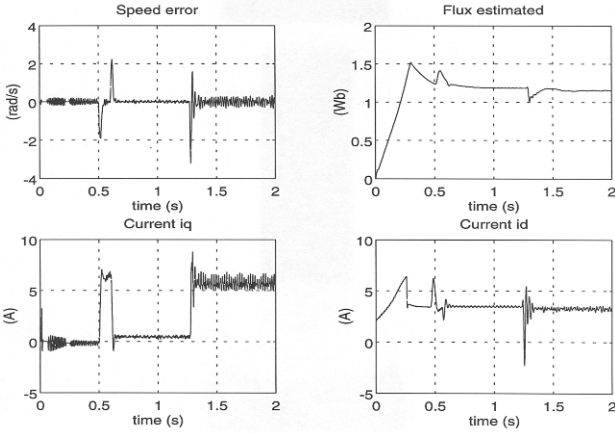 Speed error
4
2
0
-2
-4
(rad/s)
0 0.5 1 1.5 2
time (s)
Flux estimated
2
1.5
1
0.5
0
(Wb)
0 0.5 1 1.5 2
time (s)
Current iq
10
5
0
-5
(A)
0 0.5 1 1.5 2
time (s)
Current id
10
5
0
-5
(A)
0 0.5 1 1.5 2
time (s)